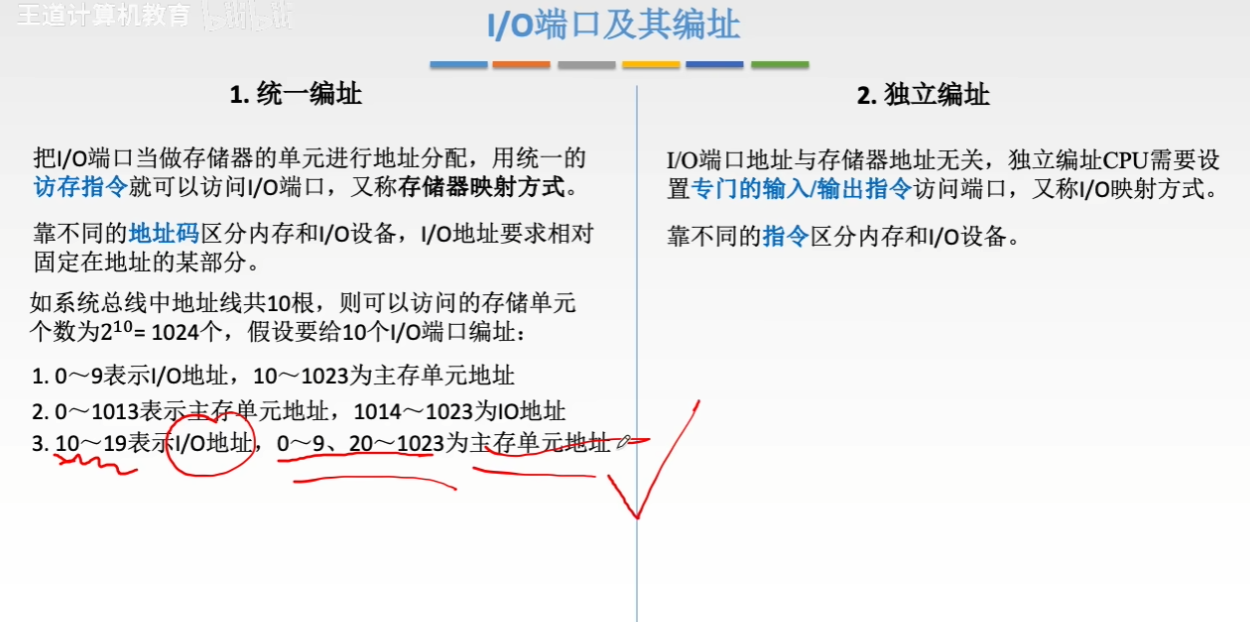 王道计算机教育 bilibili
I/O端口及其编址
1. 统一编址
把I/O端口当做存储器的单元进行地址分配，用统一的
访存指令就可以访问I/O端口，又称存储器映射方式。
靠不同的地址码区分内存和I/O设备，I/O地址要求相对
固定在地址的某部分。
如系统总线中地址线共10根，则可以访问的存储单元
个数为2¹⁰= 1024个，假设要给10个I/O端口编址：
1. 0～9表示I/O地址，10～1023为主存单元地址
2. 0～1013表示主存单元地址，1014～1023为IO地址
3. 10～19表示I/O地址，0～9、20～1023为主存单元地址
2. 独立编址
I/O端口地址与存储器地址无关，独立编址CPU需要设
置专门的输入/输出指令访问端口，又称I/O映射方式。
靠不同的指令区分内存和I/O设备。